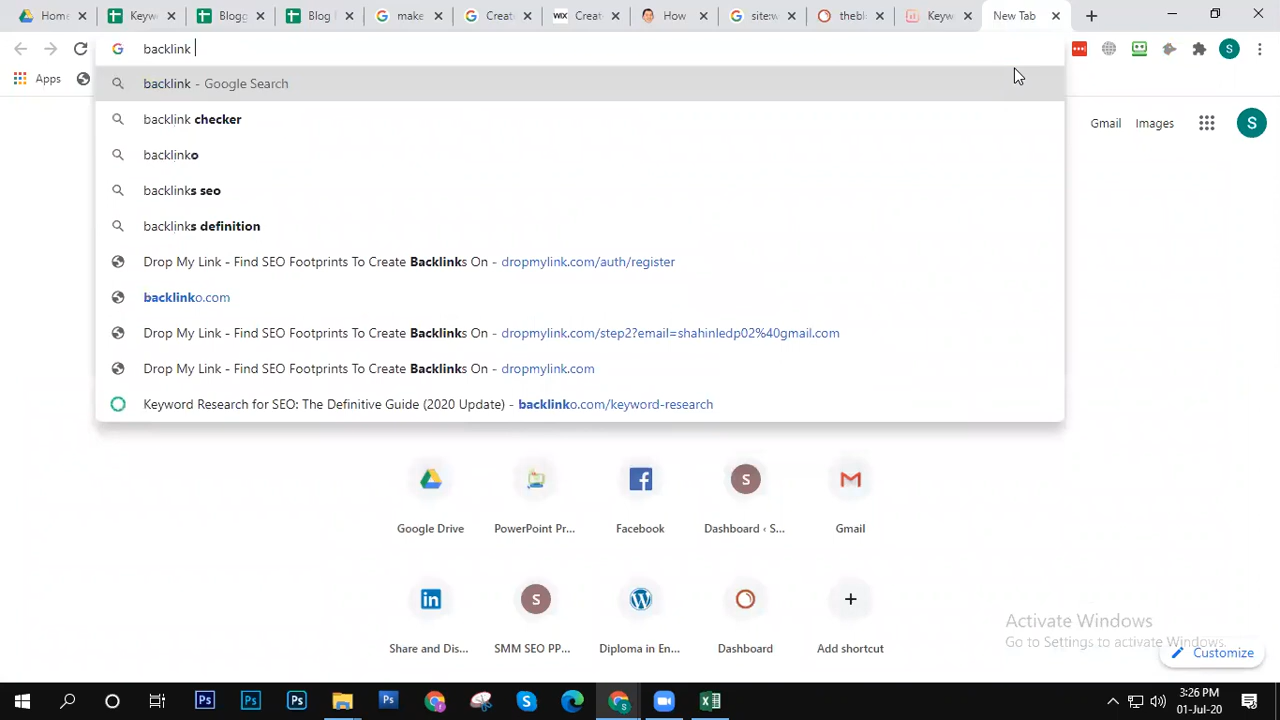 Home
Keyw
Blogg
Blog
make
Create
WX Create
How
site:w
thebl
Keyw
New Tab
backlink
Apps
backlink - Google Search
backlink checker
backlinko
backlinks seo
backlinks definition
Drop My Link - Find SEO Footprints To Create Backlinks On - dropmylink.com/auth/register
backlinko.com
Drop My Link - Find SEO Footprints To Create Backlinks On - dropmylink.com/step2?email=shahinledp02%40gmail.com
Drop My Link - Find SEO Footprints To Create Backlinks On - dropmylink.com
Keyword Research for SEO: The Definitive Guide (2020 Update) - backlinko.com/keyword-research
Gmail Images S
S
Google Drive PowerPoint Pr... Facebook Dashboard ‹ S... Gmail
S
Share and Dis... SMM SEO PP... Diploma in En... Dashboard Add shortcut
Activate Windows
Go to Settings to activate Windows.
Customize
3:26 PM
01-Jul-20